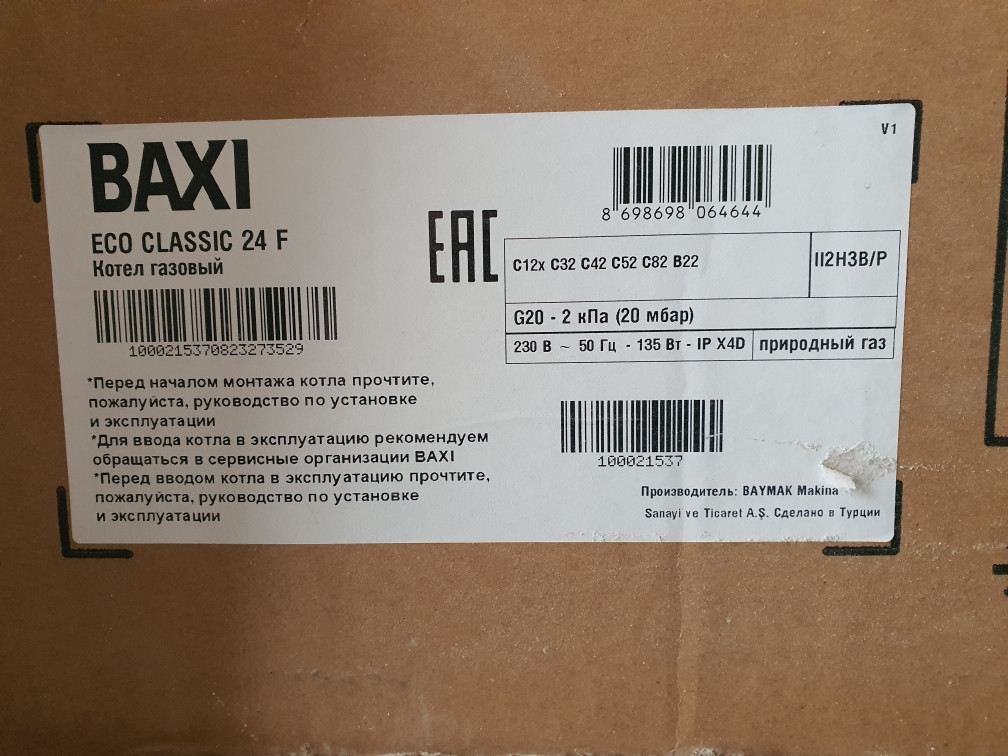 V1
BAXI
ECO CLASSIC 24 F
Котел газовый
1000215370823273529
EAC
8 698698 064644
C12x C32 C42 C52 C82 B22
II2H3B/P
G20 - 2 кПа (20 мбар)
230 В ~ 50 Гц - 135 Вт - IP X4D
природный газ
*Перед началом монтажа котла прочтите,
пожалуйста, руководство по установке
и эксплуатации
*Для ввода котла в эксплуатацию рекомендуем
обращаться в сервисные организации BAXI
*Перед вводом котла в эксплуатацию прочтите,
пожалуйста, руководство по установке
и эксплуатации
100021537
Производитель: BAYMAK Makina
Sanayi ve Ticaret A.Ş. Сделано в Турции